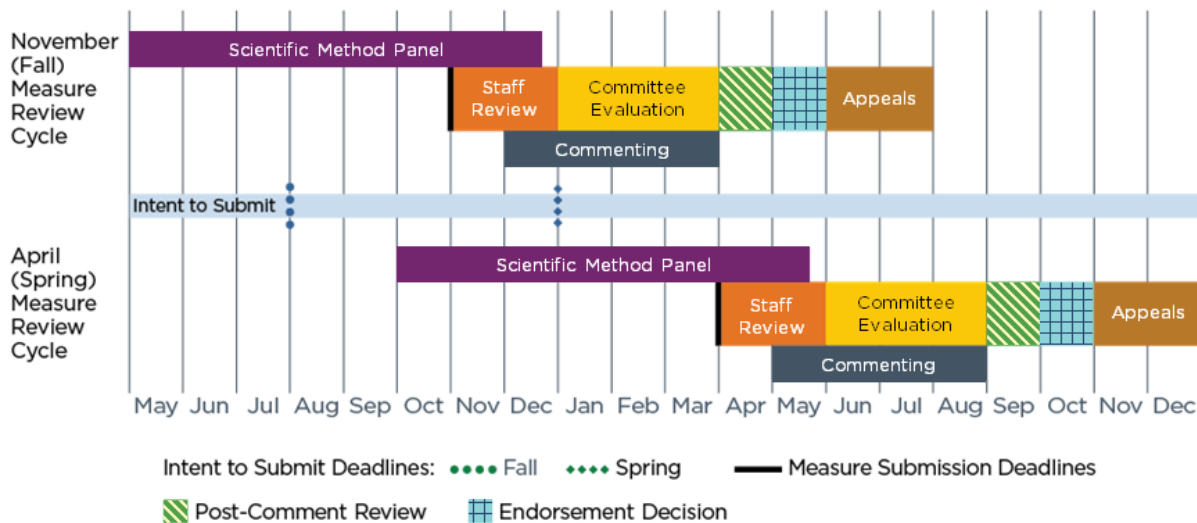 November
(Fall)
Measure
Review
Cycle
Scientific Method Panel
Staff
Review
Committee
Evaluation
Appeals
Commenting
Intent to Submit
April
(Spring)
Measure
Review
Cycle
Scientific Method Panel
Staff
Review
Committee
Evaluation
Appeals
Commenting
May Jun Jul Aug Sep Oct Nov Dec Jan Feb Mar Apr May Jun Jul Aug Sep Oct Nov Dec
Intent to Submit Deadlines: Fall Spring Measure Submission Deadlines
Post-Comment Review Endorsement Decision